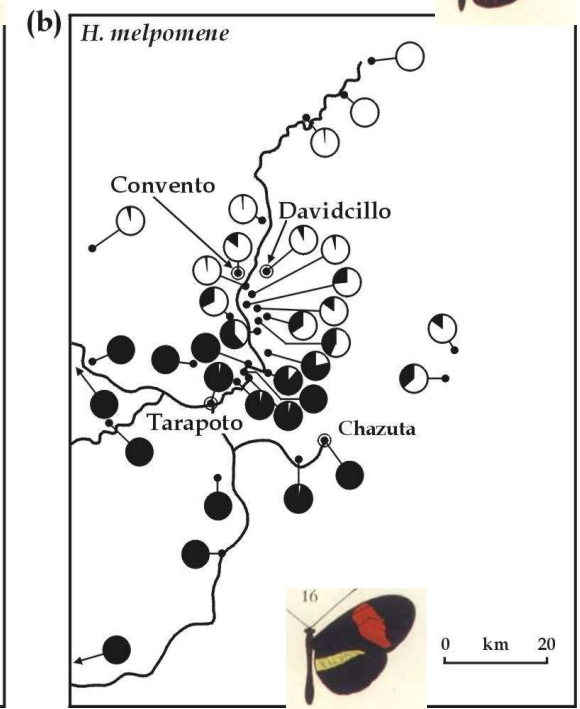 (b)
H. melpomene
Convento
Davidcillo
Tarapoto
Chazuta
16
0 km 20